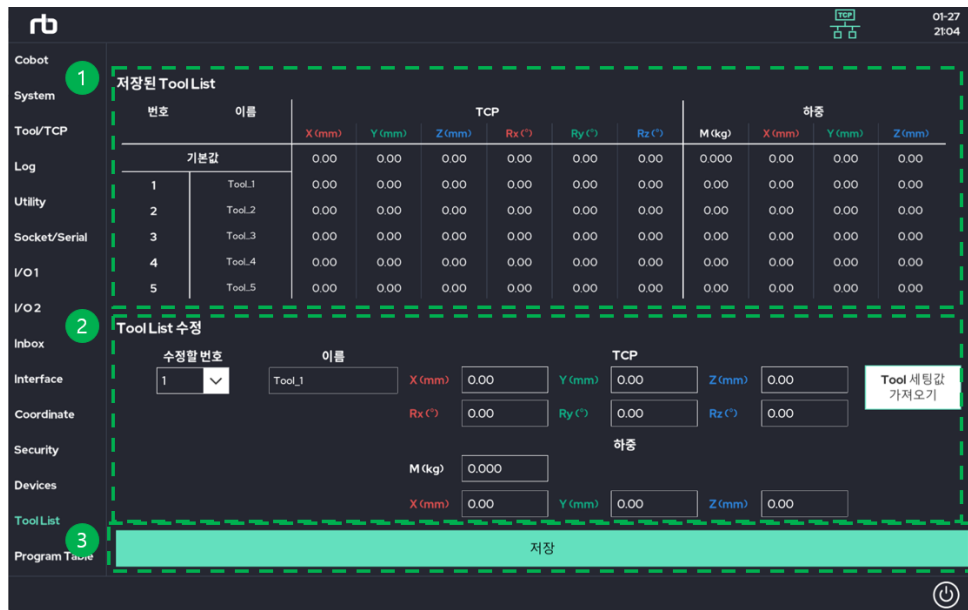 rb
TCP
01-27
21:04
Cobot
System
Tool/TCP
Log
Utility
Socket/Serial
I/O 1
I/O 2
Inbox
Interface
Coordinate
Security
Devices
Tool List
Program Table
1
저장된 Tool List
번호 이름 TCP 하중
X (mm) Y (mm) Z (mm) Rx (°) Ry (°) Rz (°) M (kg) X (mm) Y (mm) Z (mm)
기본값 0.00 0.00 0.00 0.00 0.00 0.00 0.000 0.00 0.00 0.00
1 Tool_1 0.00 0.00 0.00 0.00 0.00 0.00 0.00 0.00 0.00 0.00
2 Tool_2 0.00 0.00 0.00 0.00 0.00 0.00 0.00 0.00 0.00 0.00
3 Tool_3 0.00 0.00 0.00 0.00 0.00 0.00 0.00 0.00 0.00 0.00
4 Tool_4 0.00 0.00 0.00 0.00 0.00 0.00 0.00 0.00 0.00 0.00
5 Tool_5 0.00 0.00 0.00 0.00 0.00 0.00 0.00 0.00 0.00 0.00
2
Tool List 수정
수정할 번호 이름 TCP
1 Tool_1 X (mm) 0.00 Y (mm) 0.00 Z (mm) 0.00
Tool 세팅값
가져오기
Rx (°) 0.00 Ry (°) 0.00 Rz (°) 0.00
하중
M (kg) 0.000
X (mm) 0.00 Y (mm) 0.00 Z (mm) 0.00
3
저장